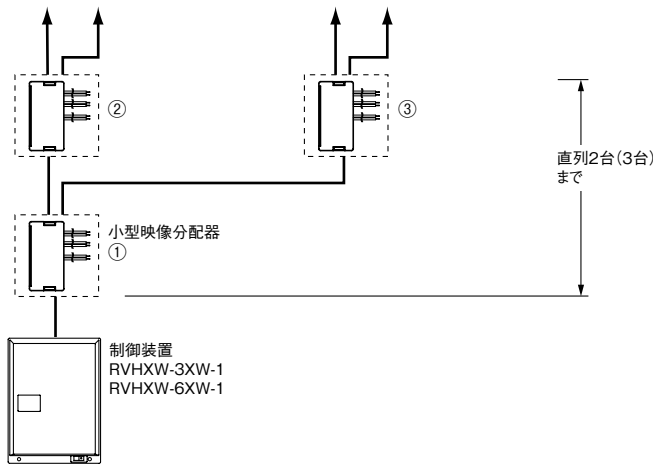 ②
③
直列2台(3台)
まで
小型映像分配器
①
制御装置
RVHXW-3XW-1
RVHXW-6XW-1